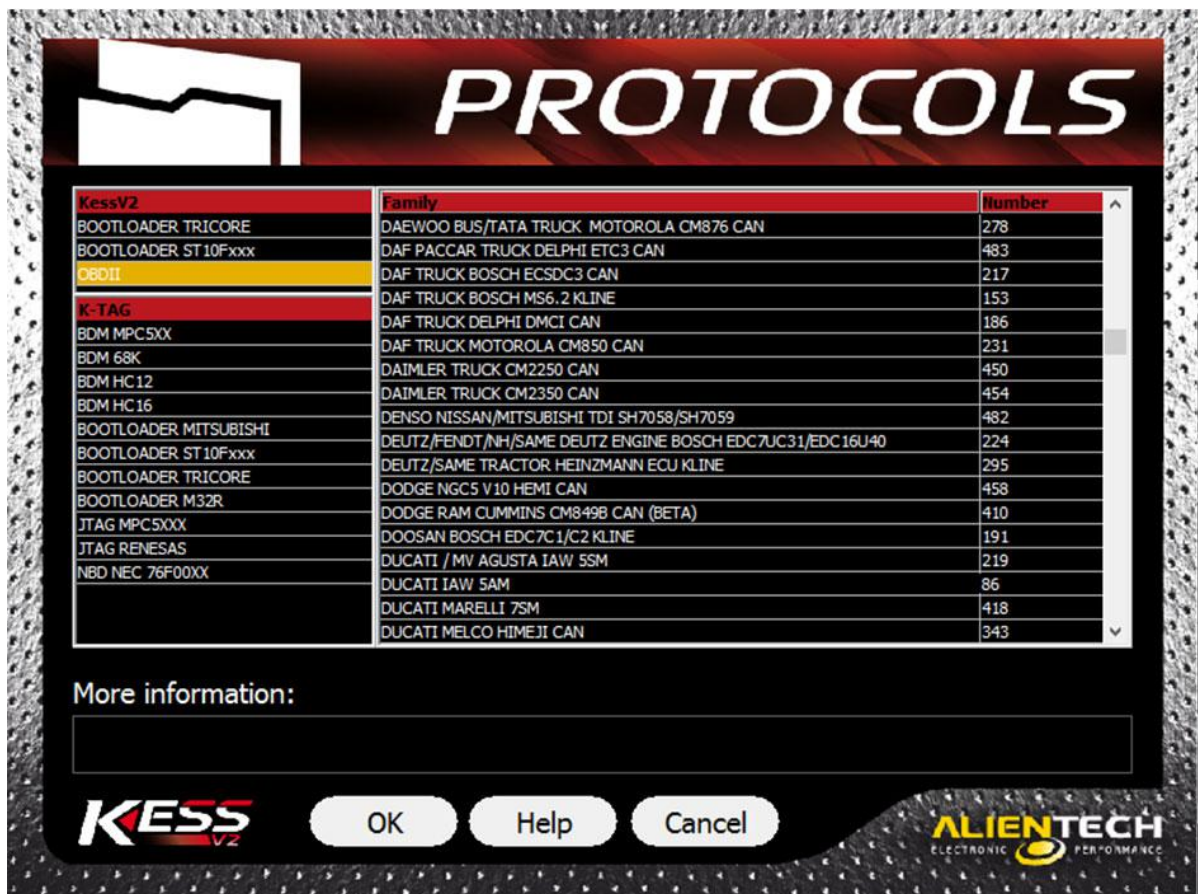 PROTOCOLS
KessV2
BOOTLOADER TRICORE
BOOTLOADER ST10Fxxx
OBDII
K-TAG
BDM MPC5XX
BDM 68K
BDM HC12
BDM HC16
BOOTLOADER MITSUBISHI
BOOTLOADER ST10Fxxx
BOOTLOADER TRICORE
BOOTLOADER M32R
JTAG MPC5XXX
JTAG RENESAS
NBD NEC 76F00XX
Family Number
DAEWOO BUS/TATA TRUCK MOTOROLA CM876 CAN 278
DAF PACCAR TRUCK DELPHI ETC3 CAN 483
DAF TRUCK BOSCH ECSDC3 CAN 217
DAF TRUCK BOSCH MS6.2 KLINE 153
DAF TRUCK DELPHI DMCI CAN 186
DAF TRUCK MOTOROLA CM850 CAN 231
DAIMLER TRUCK CM2250 CAN 450
DAIMLER TRUCK CM2350 CAN 454
DENSO NISSAN/MITSUBISHI TDI SH7058/SH7059 482
DEUTZ/FENDT/NH/SAME DEUTZ ENGINE BOSCH EDC7UC31/EDC16U40 224
DEUTZ/SAME TRACTOR HEINZMANN ECU KLINE 295
DODGE NGC5 V10 HEMI CAN 458
DODGE RAM CUMMINS CM849B CAN (BETA) 410
DOOSAN BOSCH EDC7C1/C2 KLINE 191
DUCATI / MV AGUSTA IAW 5SM 219
DUCATI IAW 5AM 86
DUCATI MARELLI 7SM 418
DUCATI MELCO HIMEJI CAN 343
More information:
KESS V2
OK Help Cancel
ALIENTECH
ELECTRONIC PERFORMANCE